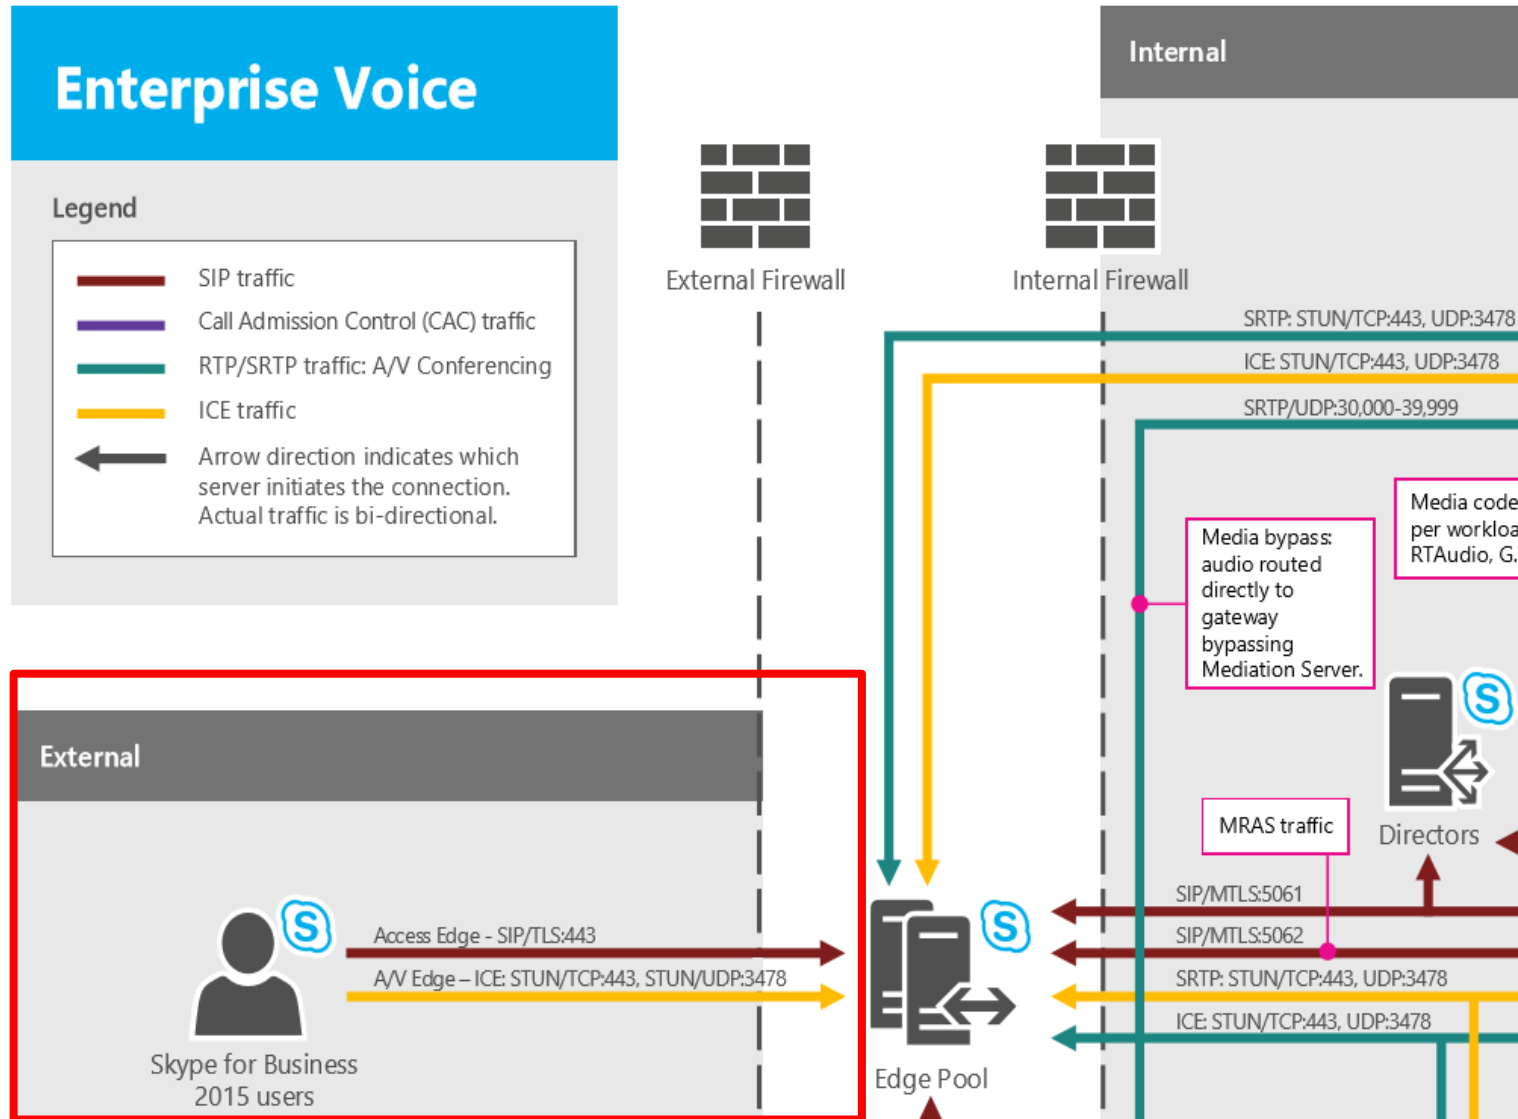 Enterprise Voice
Legend
SIP traffic
Call Admission Control (CAC) traffic
RTP/SRTP traffic: A/V Conferencing
ICE traffic
Arrow direction indicates which
server initiates the connection.
Actual traffic is bi-directional.
External Firewall
Internal Firewall
Internal
SRTP: STUN/TCP:443, UDP:3478
ICE: STUN/TCP:443, UDP:3478
SRTP/UDP:30,000-39,999
Media bypass:
audio routed
directly to
gateway
bypassing
Mediation Server.
Media code
per workloa
RTAudio, G.
Directors
MRAS traffic
SIP/MTLS:5061
SIP/MTLS:5062
SRTP: STUN/TCP:443, UDP:3478
ICE: STUN/TCP:443, UDP:3478
External
S
Access Edge - SIP/TLS:443
A/V Edge – ICE: STUN/TCP:443, STUN/UDP:3478
Skype for Business
2015 users
S
Edge Pool
S